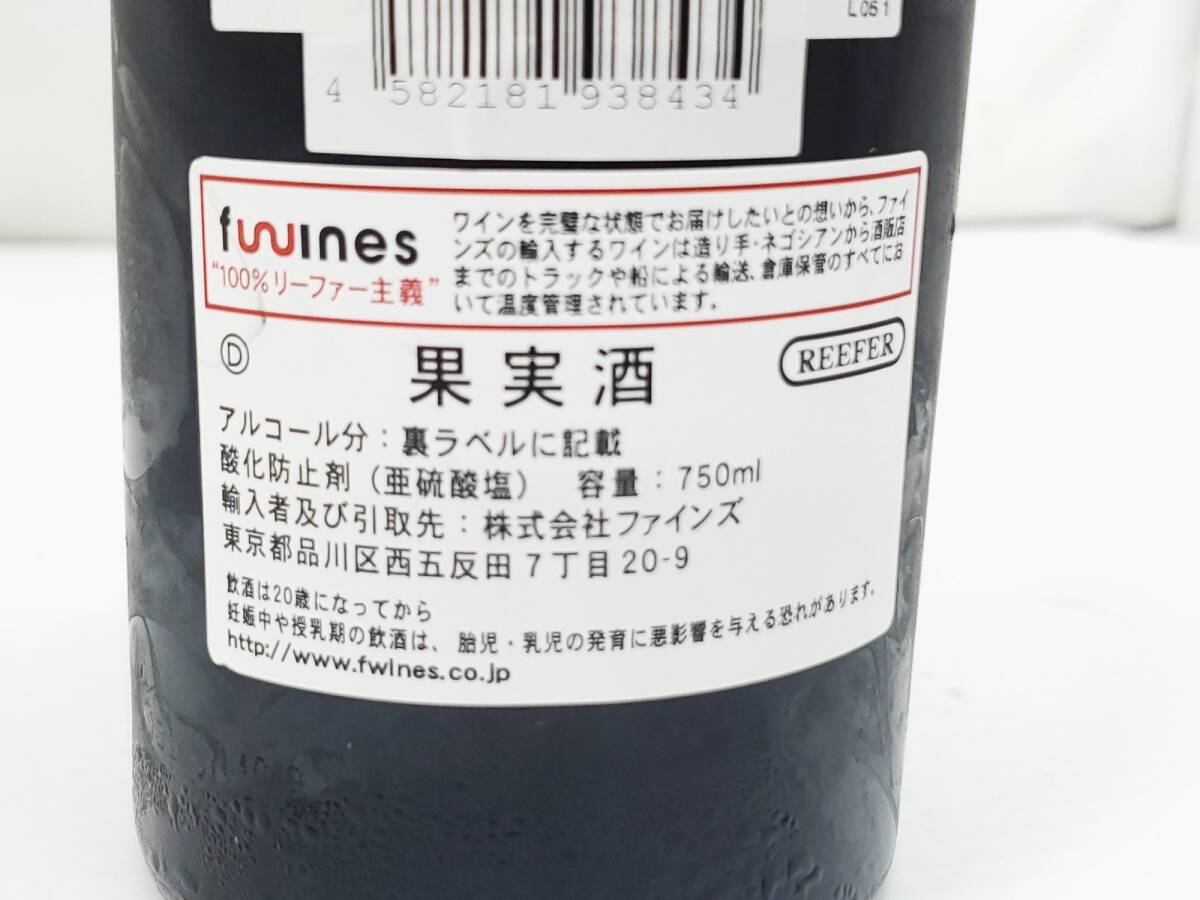 L051
4 582181 938434
fwines
"100%リーファー主義"
ワインを完璧な状態でお届けしたいとの想いから、ファイ
ンズの輸入するワインは造り手・ネゴシアンから酒販店
までのトラックや船による輸送、倉庫保管のすべてにお
いて温度管理されています。
Ⓓ 果実酒 REEFER
アルコール分：裏ラベルに記載
酸化防止剤（亜硫酸塩） 容量：750ml
輸入者及び引取先：株式会社ファインズ
東京都品川区西五反田7丁目20-9
飲酒は20歳になってから
妊娠中や授乳期の飲酒は、胎児・乳児の発育に悪影響を与える恐れがあります。
http://www.fwines.co.jp